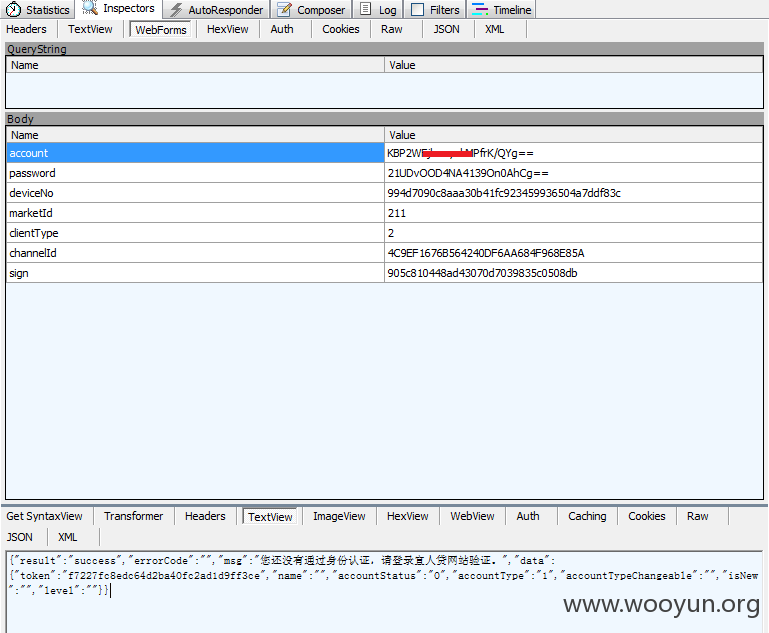 Statistics Inspectors AutoResponder Composer Log Filters Timeline
Headers TextView WebForms HexView Auth Cookies Raw JSON XML
QueryString
Name Value
Body
Name Value
account KBP2W MPfrK/QYg==
password 21UDvOOD4NA4139On0AhCg==
deviceNo 994d7090c8aaa30b41fc923459936504a7ddf83c
marketId 211
clientType 2
channelId 4C9EF1676B564240DF6AA684F968E85A
sign 905c810448ad43070d7039835c0508db
Get SyntaxView Transformer Headers TextView ImageView HexView WebView Auth Caching Cookies Raw
JSON XML
{"result":"success","errorCode":"","msg":"您还没有通过身份认证，请登录宜人贷网站验证。","data":
{"token":"f7227fc8edc64d2ba40fc2ad1d9ff3ce","name":"","accountStatus":"0","accountType":"1","accountTypeChangeable":"","isNew
":"","level":""}}
www.wooyun.org